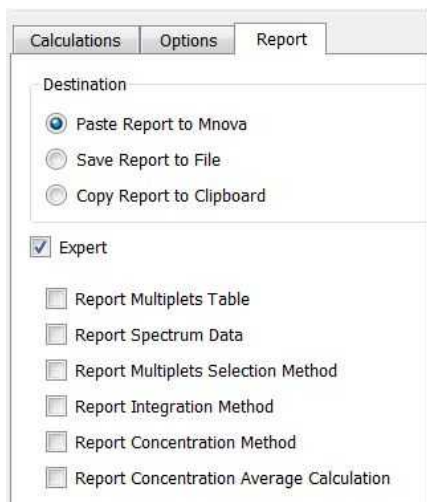 Calculations Options Report
Destination
Paste Report to Mnova
Save Report to File
Copy Report to Clipboard
Expert
Report Multiplets Table
Report Spectrum Data
Report Multiplets Selection Method
Report Integration Method
Report Concentration Method
Report Concentration Average Calculation